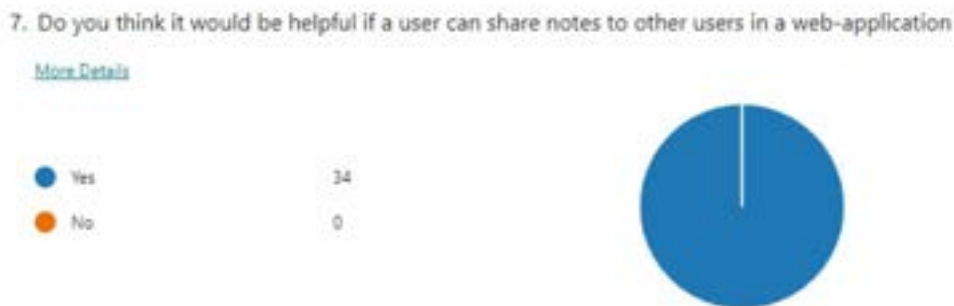 7. Do you think it would be helpful if a user can share notes to other users in a web-application
More Details
Yes 34
No 0